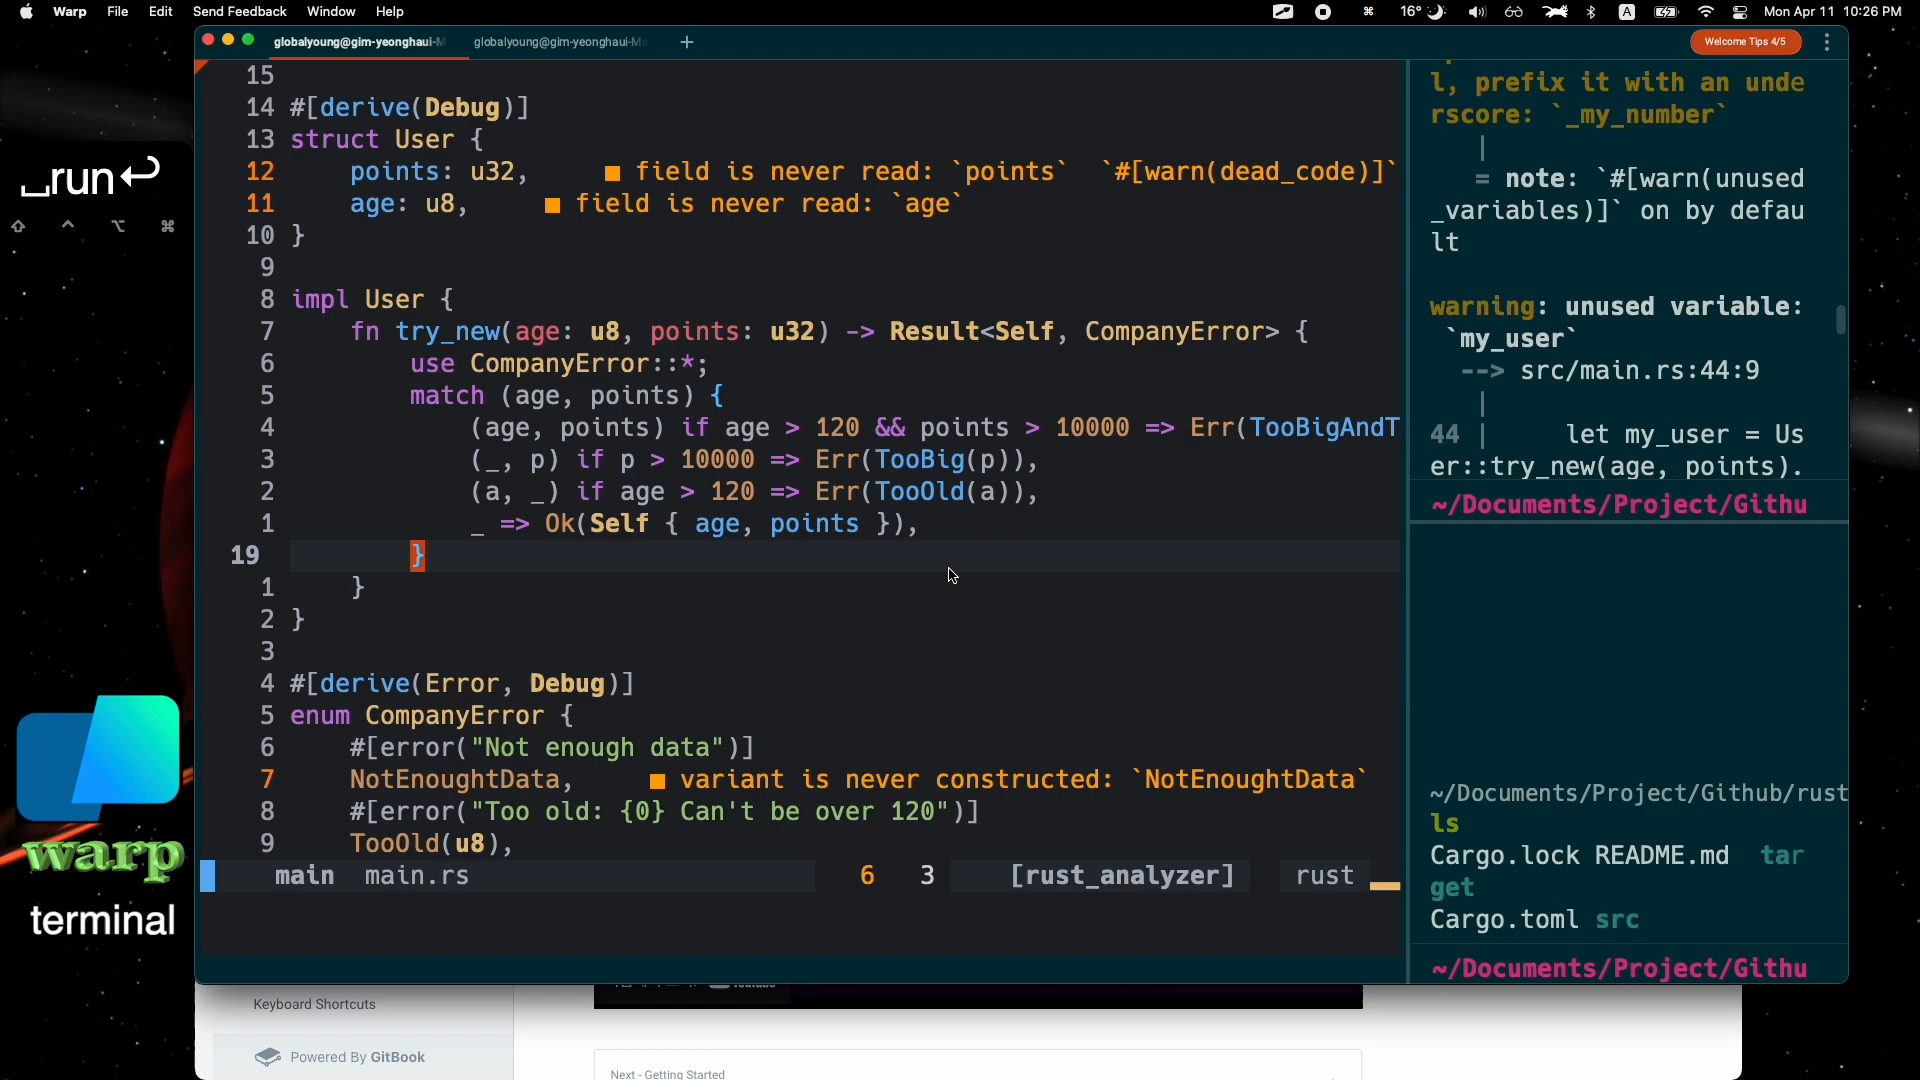 Warp File Edit Send Feedback Window Help
16° A Mon Apr 11 10:26 PM
globalyoung@gim-yeonghaui-M globalyoung@gim-yeonghaui-Ma +
Welcome Tips 4/5
␣run↩
⇧ ⌃ ⌥ ⌘
warp
terminal
15
14 #[derive(Debug)]
13 struct User {
12 points: u32, ■ field is never read: `points` `#[warn(dead_code)]`
11 age: u8, ■ field is never read: `age`
10 }
9
8 impl User {
7 fn try_new(age: u8, points: u32) -> Result<Self, CompanyError> {
6 use CompanyError::*;
5 match (age, points) {
4 (age, points) if age > 120 && points > 10000 => Err(TooBigAndT
3 (_, p) if p > 10000 => Err(TooBig(p)),
2 (a, _) if age > 120 => Err(TooOld(a)),
1 _ => Ok(Self { age, points }),
19 }
1 }
2 }
3
4 #[derive(Error, Debug)]
5 enum CompanyError {
6 #[error("Not enough data")]
7 NotEnoughtData, ■ variant is never constructed: `NotEnoughtData`
8 #[error("Too old: {0} Can't be over 120")]
9 TooOld(u8),
main main.rs 6 3 [rust_analyzer] rust
l, prefix it with an unde
rscore: `_my_number`
|
= note: `#[warn(unused
_variables)]` on by defau
lt
warning: unused variable:
`my_user`
--> src/main.rs:44:9
|
44 | let my_user = Us
er::try_new(age, points).
~/Documents/Project/Githu
~/Documents/Project/Github/rust
ls
Cargo.lock README.md tar
get
Cargo.toml src
~/Documents/Project/Githu
Keyboard Shortcuts
Powered By GitBook
Next - Getting Started